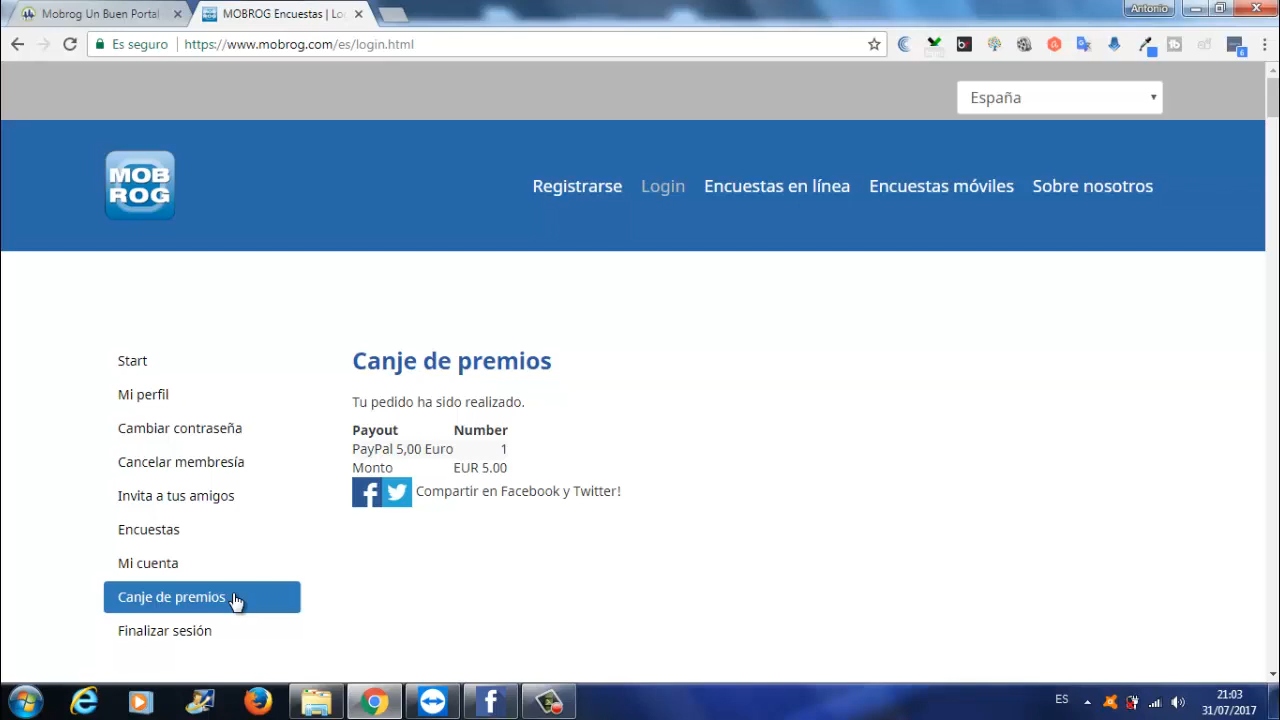 Mobrog Un Buen Portal
MOBROG Encuestas | Lo
Antonio
Es seguro
https://www.mobrog.com/es/login.html
España
MOB
ROG
Registrarse
Login
Encuestas en línea
Encuestas móviles
Sobre nosotros
Start
Mi perfil
Cambiar contraseña
Cancelar membresía
Invita a tus amigos
Encuestas
Mi cuenta
Canje de premios
Finalizar sesión
Canje de premios
Tu pedido ha sido realizado.
Payout Number
PayPal 5,00 Euro 1
Monto EUR 5.00
Compartir en Facebook y Twitter!
ES
21:03
31/07/2017